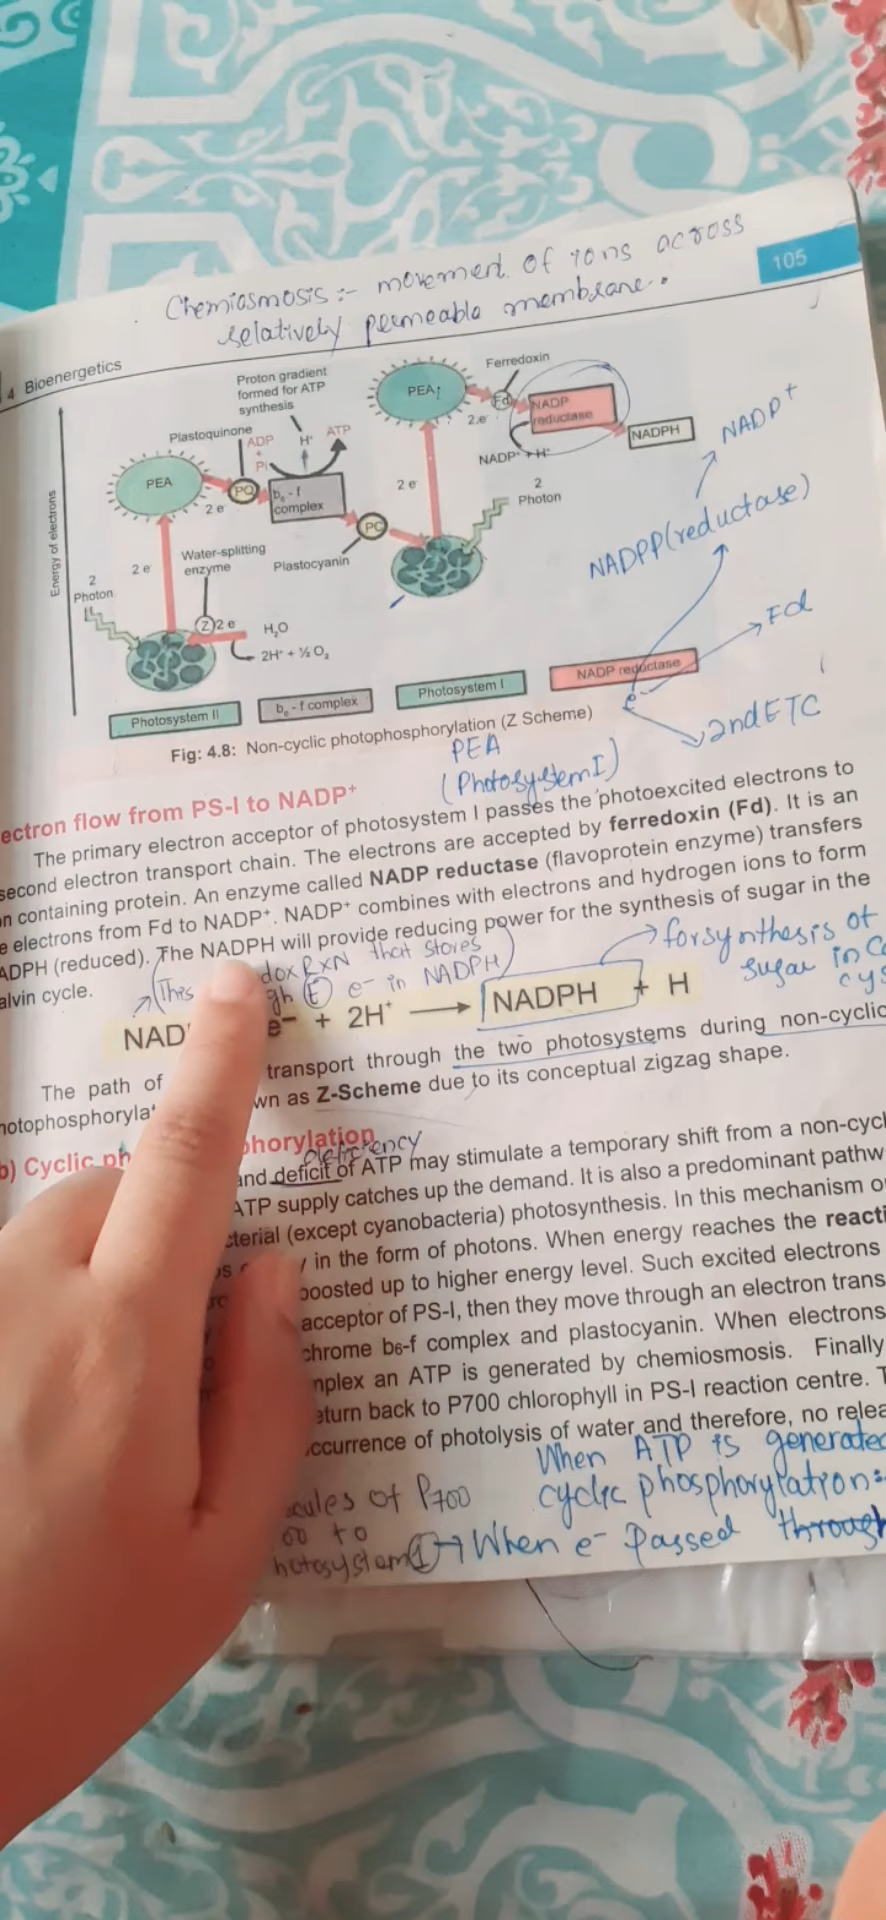 Chemiosmosis :- movement of ions across
relatively permeable membrane.
105
4 Bioenergetics
Energy of electrons
Proton gradient
formed for ATP
synthesis
Plastoquinone
ADP
+
Pi
H⁺
ATP
PEA
2 e
PQ
b₆ - f
complex
PC
Plastocyanin
Water-splitting
enzyme
2 e
2
Photon
Z
2 e
H₂O
2H⁺ + ½ O₂
Ferredoxin
PEA
2.e
Fd
NADP
reductase
NADPH
NADP⁺ + H⁺
2 e
2
Photon
NADP⁺
NADPP(reductase)
Fd
e⁻
2nd ETC
Photosystem II
b₆ - f complex
Photosystem I
NADP reductase
Fig: 4.8: Non-cyclic photophosphorylation (Z Scheme)
PEA
(Photosystem I)
ectron flow from PS-I to NADP⁺
The primary electron acceptor of photosystem I passes the photoexcited electrons to
second electron transport chain. The electrons are accepted by ferredoxin (Fd). It is an
n containing protein. An enzyme called NADP reductase (flavoprotein enzyme) transfers
e electrons from Fd to NADP⁺. NADP⁺ combines with electrons and hydrogen ions to form
ADPH (reduced). The NADPH will provide reducing power for the synthesis of sugar in the
alvin cycle.
(This dox RXN that stores
gh E e⁻ in NADPH)
for synthesis of
sugar in
NAD e⁻ + 2H⁺ ⟶ NADPH + H
The path of transport through the two photosystems during non-cyclic
hotophosphoryla wn as Z-Scheme due to its conceptual zigzag shape.
b) Cyclic ph horylation
deficiency
and deficit of ATP may stimulate a temporary shift from a non-cycl
ATP supply catches up the demand. It is also a predominant pathw
cterial (except cyanobacteria) photosynthesis. In this mechanism o
y in the form of photons. When energy reaches the reacti
boosted up to higher energy level. Such excited electrons
acceptor of PS-I, then they move through an electron trans
chrome b6-f complex and plastocyanin. When electrons
mplex an ATP is generated by chemiosmosis. Finally
eturn back to P700 chlorophyll in PS-I reaction centre. T
occurrence of photolysis of water and therefore, no relea
When ATP is generated
cules of P700 cyclic phosphorylation:
to
hotosystem I → When e⁻ Passed through